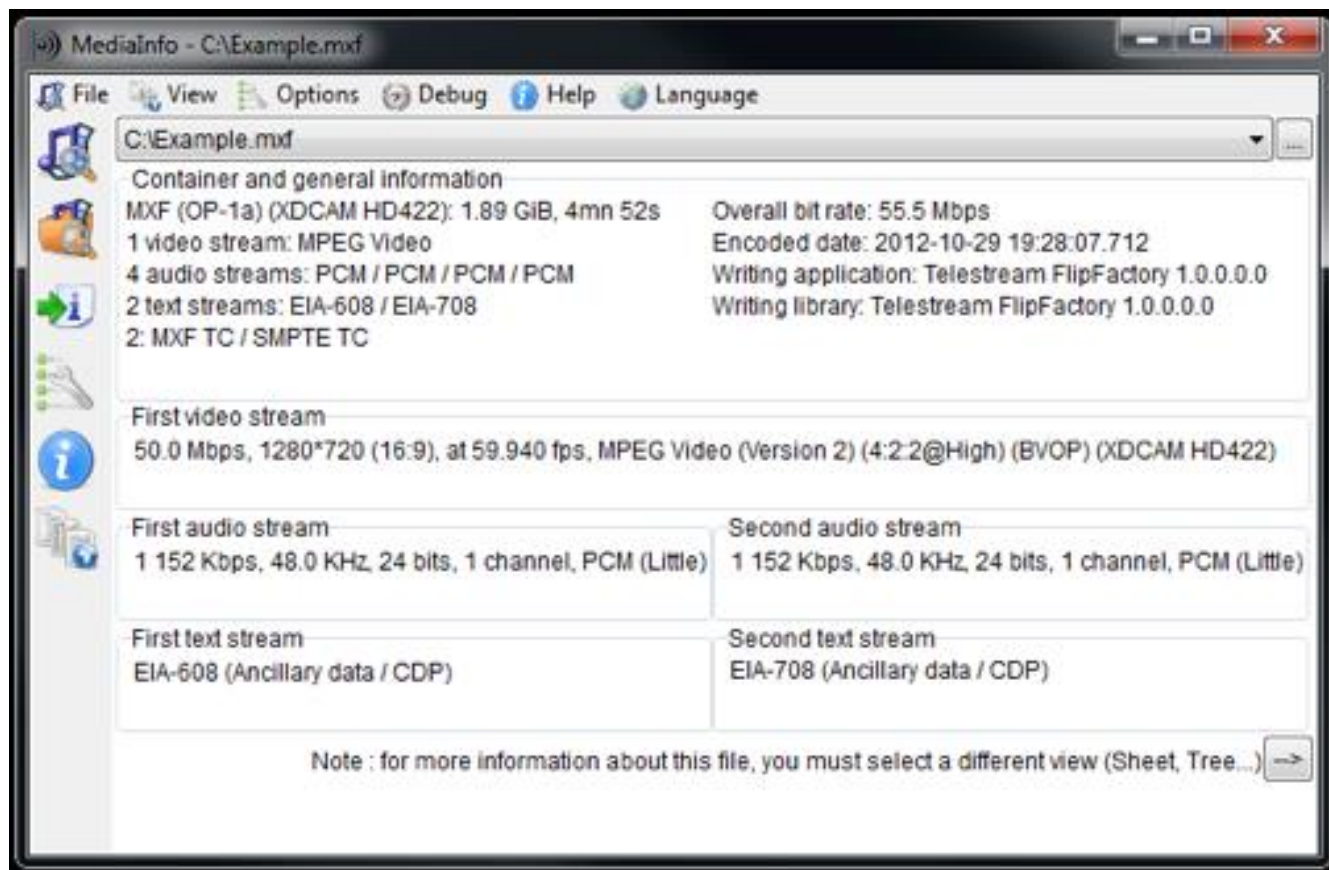 MediaInfo - C:\Example.mxf
File View Options Debug Help Language
C:\Example.mxf
...
Container and general information
MXF (OP-1a) (XDCAM HD422): 1.89 GiB, 4mn 52s
1 video stream: MPEG Video
4 audio streams: PCM / PCM / PCM / PCM
2 text streams: EIA-608 / EIA-708
2: MXF TC / SMPTE TC
Overall bit rate: 55.5 Mbps
Encoded date: 2012-10-29 19:28:07.712
Writing application: Telestream FlipFactory 1.0.0.0.0
Writing library: Telestream FlipFactory 1.0.0.0.0
First video stream
50.0 Mbps, 1280*720 (16:9), at 59.940 fps, MPEG Video (Version 2) (4:2:2@High) (BVOP) (XDCAM HD422)
First audio stream
1 152 Kbps, 48.0 KHz, 24 bits, 1 channel, PCM (Little)
Second audio stream
1 152 Kbps, 48.0 KHz, 24 bits, 1 channel, PCM (Little)
First text stream
EIA-608 (Ancillary data / CDP)
Second text stream
EIA-708 (Ancillary data / CDP)
Note : for more information about this file, you must select a different view (Sheet, Tree...) -->